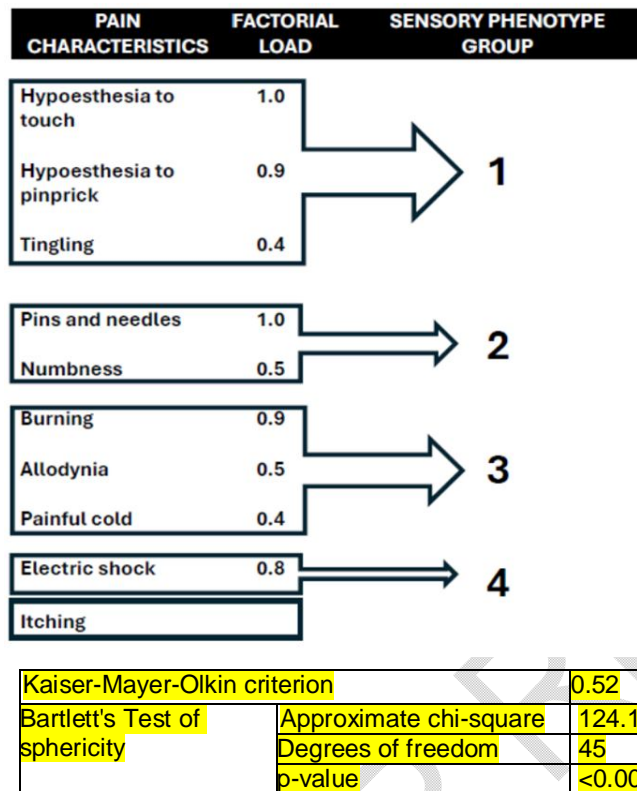 PAIN CHARACTERISTICS FACTORIAL LOAD SENSORY PHENOTYPE GROUP
Hypoesthesia to touch 1.0
Hypoesthesia to pinprick 0.9
Tingling 0.4
1
Pins and needles 1.0
Numbness 0.5
2
Burning 0.9
Allodynia 0.5
Painful cold 0.4
3
Electric shock 0.8
4
Itching
Kaiser-Mayer-Olkin criterion 0.52
Bartlett's Test of sphericity Approximate chi-square 124.1
Degrees of freedom 45
p-value <0.00